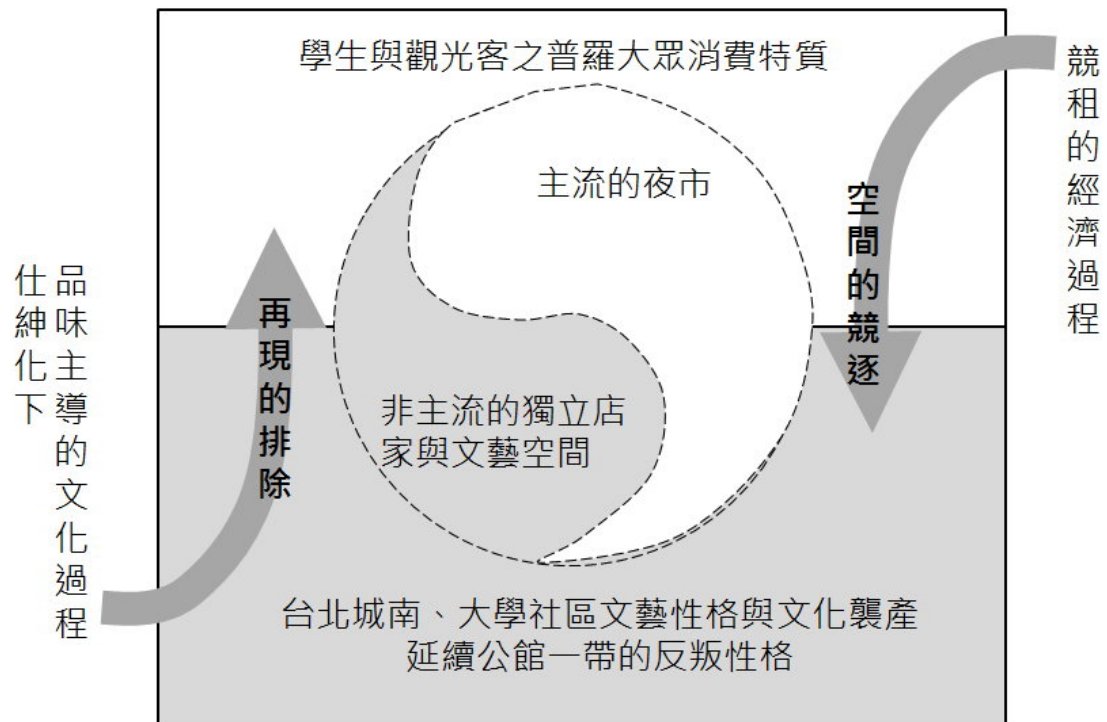 學生與觀光客之普羅大眾消費特質
競租的經濟過程
主流的夜市
空間的競逐
品味主導的文化過程
仕紳化下
再現的排除
非主流的獨立店
家與文藝空間
台北城南、大學社區文藝性格與文化襲產
延續公館一帶的反叛性格